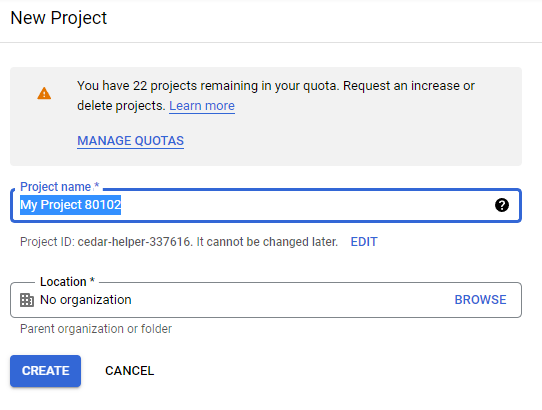 New Project
You have 22 projects remaining in your quota. Request an increase or
delete projects. Learn more
MANAGE QUOTAS
Project name *
My Project 80102
?
Project ID: cedar-helper-337616. It cannot be changed later. EDIT
Location *
No organization BROWSE
Parent organization or folder
CREATE CANCEL